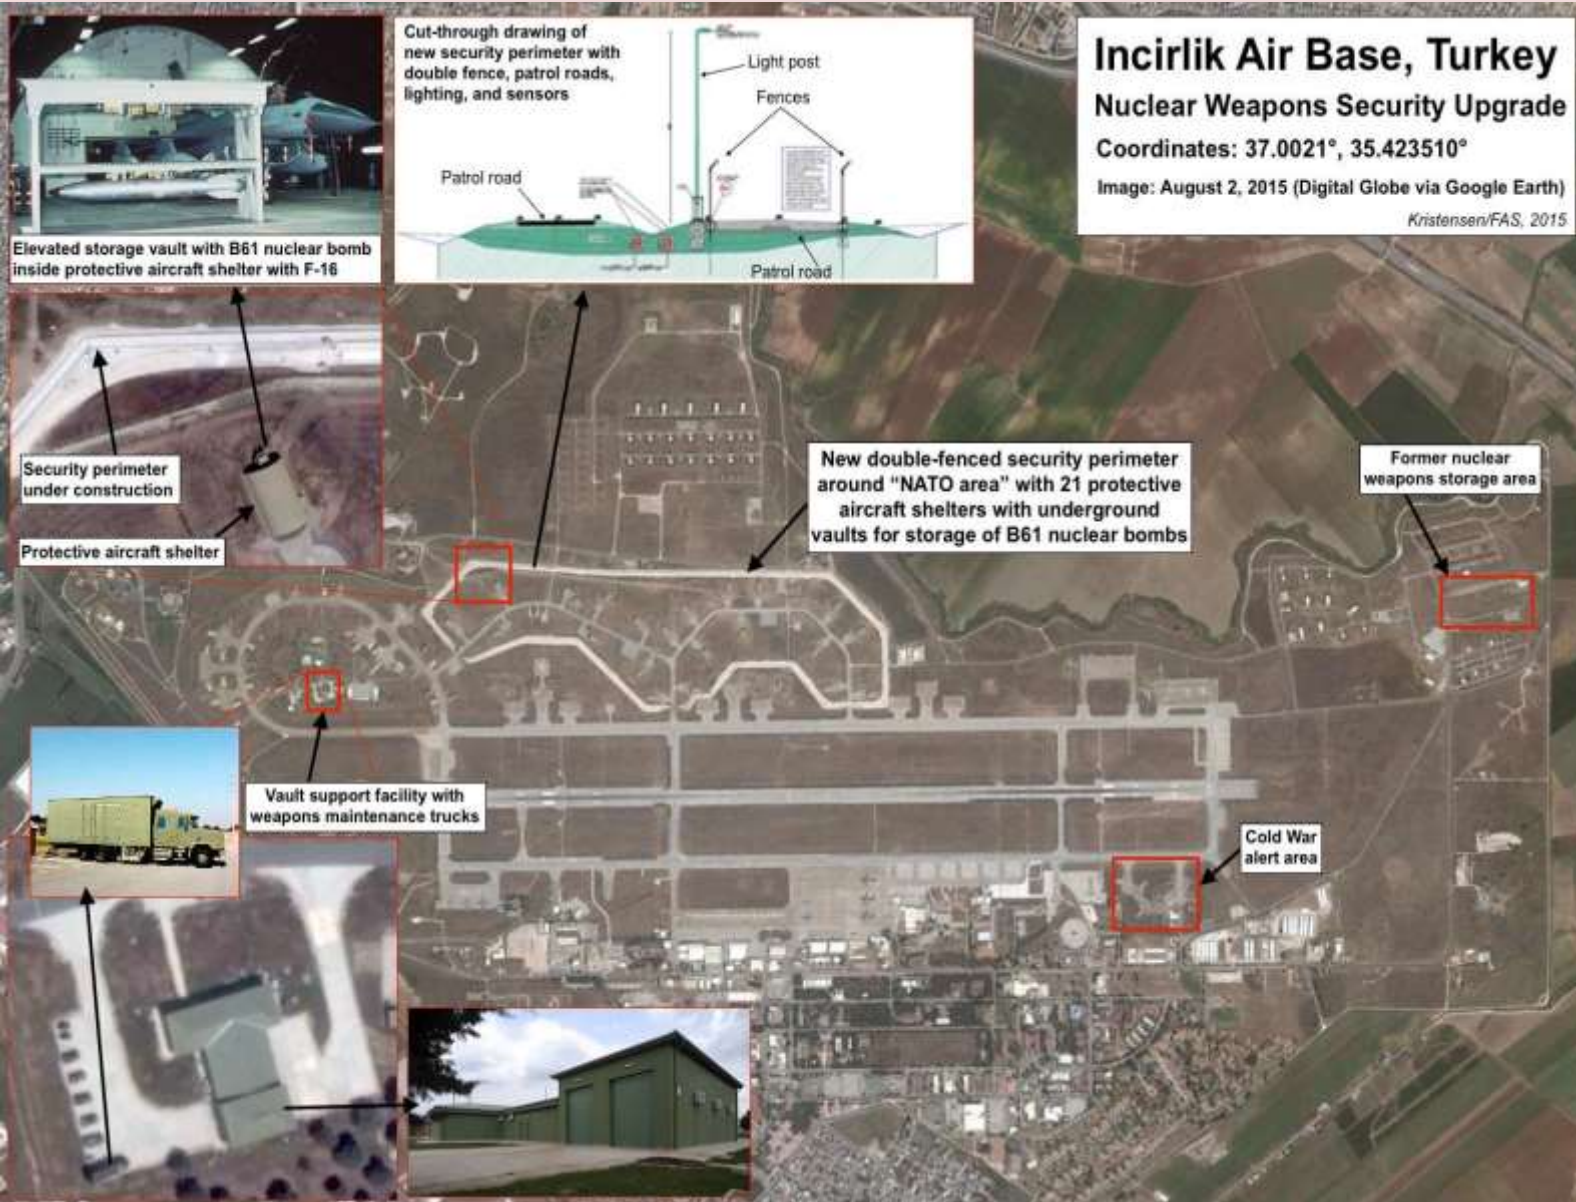 Cut-through drawing of
new security perimeter with
double fence, patrol roads,
lighting, and sensors
Light post
Fences
Patrol road
Patrol road
Incirlik Air Base, Turkey
Nuclear Weapons Security Upgrade
Coordinates: 37.0021°, 35.423510°
Image: August 2, 2015 (Digital Globe via Google Earth)
Kristensen/FAS, 2015
Elevated storage vault with B61 nuclear bomb
inside protective aircraft shelter with F-16
Security perimeter
under construction
Protective aircraft shelter
New double-fenced security perimeter
around “NATO area” with 21 protective
aircraft shelters with underground
vaults for storage of B61 nuclear bombs
Former nuclear
weapons storage area
Vault support facility with
weapons maintenance trucks
Cold War
alert area